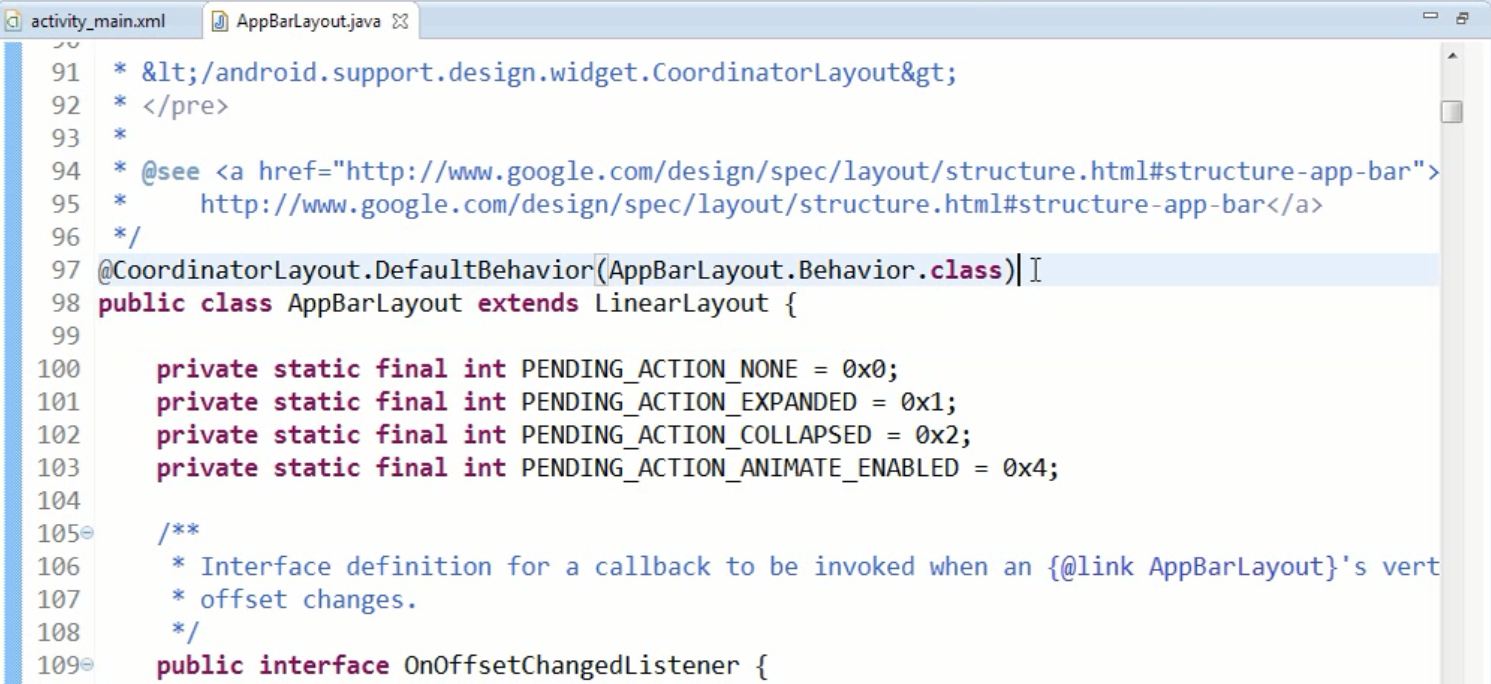 activity_main.xml AppBarLayout.java
90
91 * &lt;/android.support.design.widget.CoordinatorLayout&gt;
92 * </pre>
93 *
94 * @see <a href="http://www.google.com/design/spec/layout/structure.html#structure-app-bar">
95 *     http://www.google.com/design/spec/layout/structure.html#structure-app-bar</a>
96 */
97 @CoordinatorLayout.DefaultBehavior(AppBarLayout.Behavior.class)
98 public class AppBarLayout extends LinearLayout {
99
100     private static final int PENDING_ACTION_NONE = 0x0;
101     private static final int PENDING_ACTION_EXPANDED = 0x1;
102     private static final int PENDING_ACTION_COLLAPSED = 0x2;
103     private static final int PENDING_ACTION_ANIMATE_ENABLED = 0x4;
104
105     /**
106      * Interface definition for a callback to be invoked when an {@link AppBarLayout}'s vert
107      * offset changes.
108      */
109     public interface OnOffsetChangedListener {